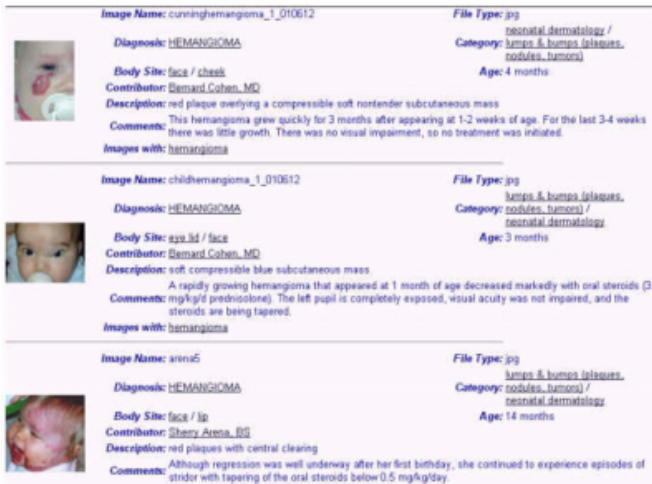 Image Name: cunninghemangioma_1_010612 File Type: jpg
Diagnosis: HEMANGIOMA Category: neonatal dermatology / lumps & bumps (plaques, nodules, tumors)
Body Site: face / cheek Age: 4 months
Contributor: Bernard Cohen, MD
Description: red plaque overlying a compressible soft nontender subcutaneous mass
Comments: This hemangioma grew quickly for 3 months after appearing at 1-2 weeks of age. For the last 3-4 weeks
there was little growth. There was no visual impairment, so no treatment was initiated.
Images with: hemangioma
Image Name: childhemangioma_1_010612 File Type: jpg
Diagnosis: HEMANGIOMA Category: lumps & bumps (plaques, nodules, tumors) / neonatal dermatology
Body Site: eye lid / face Age: 3 months
Contributor: Bernard Cohen, MD
Description: soft compressible blue subcutaneous mass
Comments: A rapidly growing hemangioma that appeared at 1 month of age decreased markedly with oral steroids (3
mg/kg/d prednisolone). The left pupil is completely exposed, visual acuity was not impaired, and the
steroids are being tapered.
Images with: hemangioma
Image Name: arena5 File Type: jpg
Diagnosis: HEMANGIOMA Category: lumps & bumps (plaques, nodules, tumors) / neonatal dermatology
Body Site: face / lip Age: 14 months
Contributor: Sherry Arena, BS
Description: red plaques with central clearing
Comments: Although regression was well underway after her first birthday, she continued to experience episodes of
stridor with tapering of the oral steroids below 0.5 mg/kg/day.